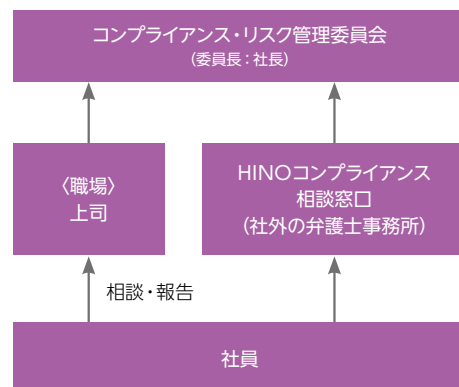 コンプライアンス・リスク管理委員会
（委員長：社長）
〈職場〉
上司
HINOコンプライアンス
相談窓口
（社外の弁護士事務所）
相談・報告
社員